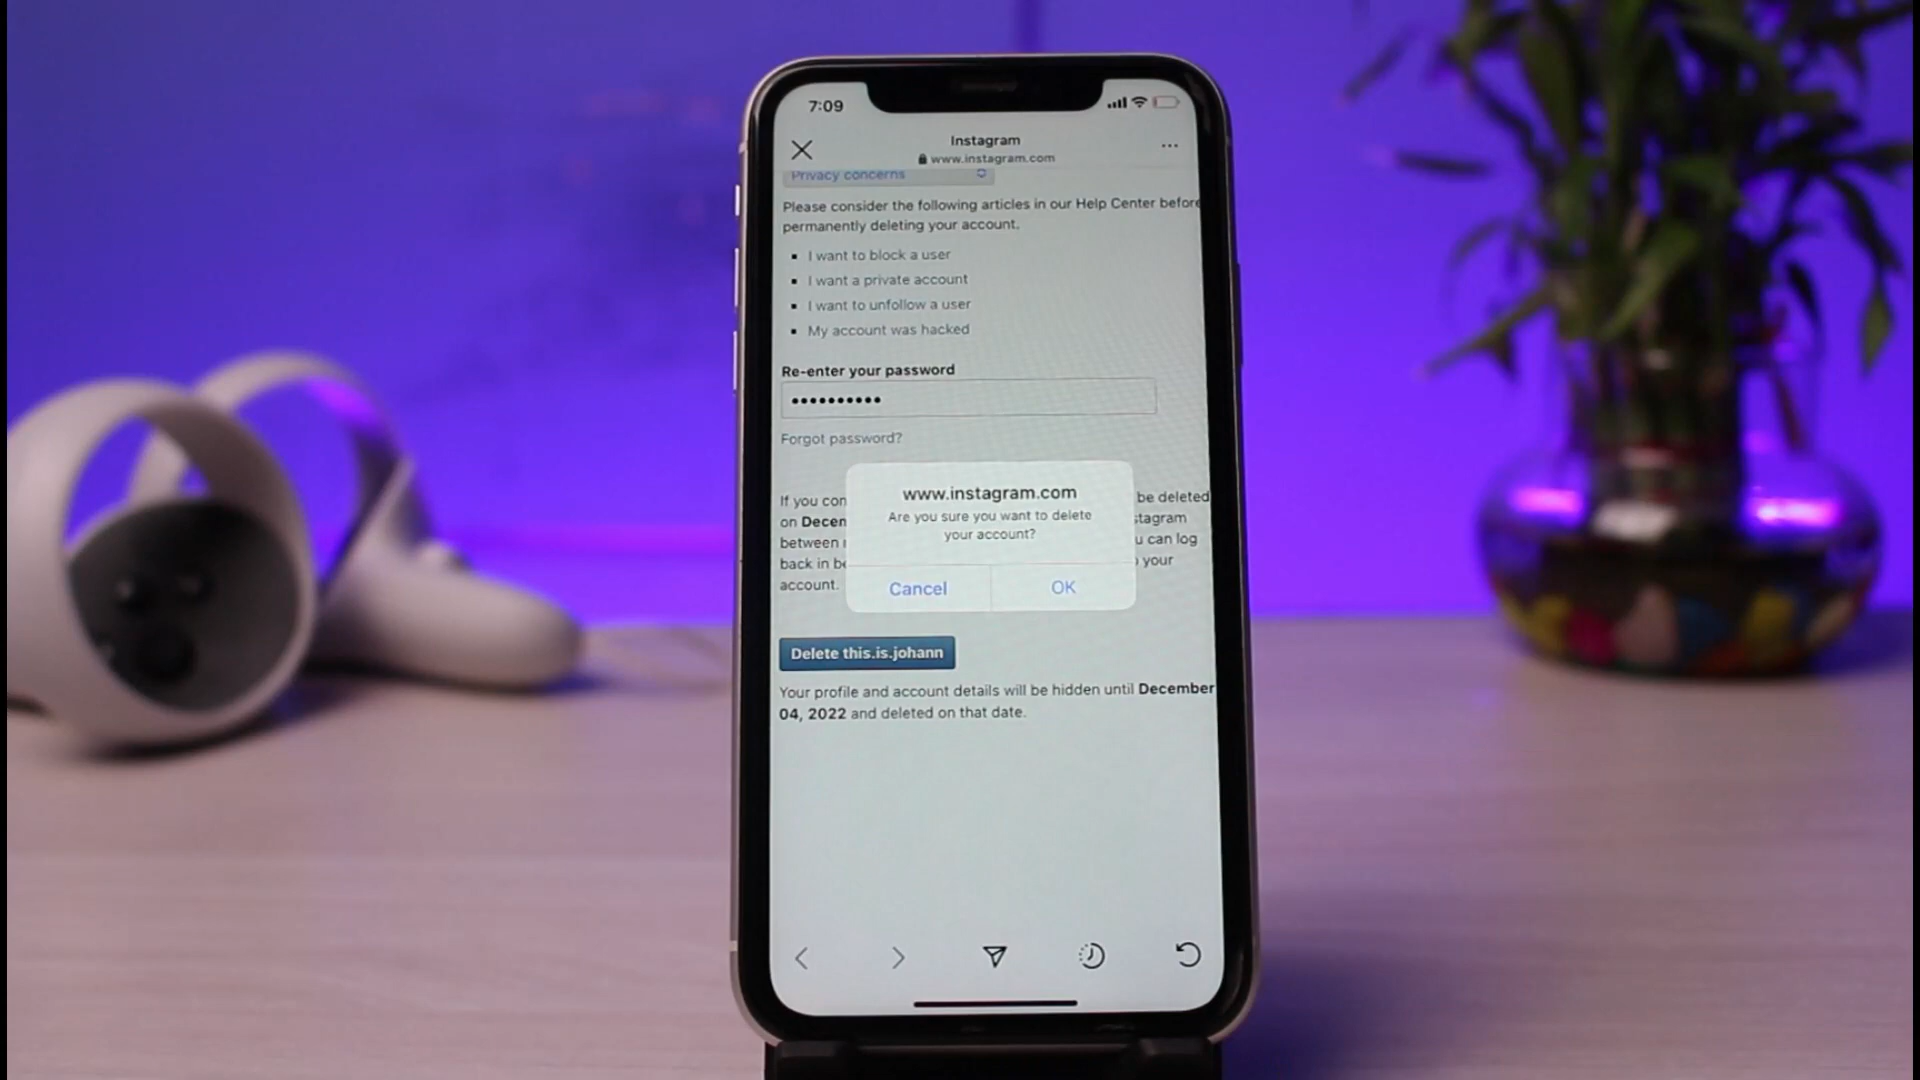 7:09
Instagram
www.instagram.com
Privacy concerns
Please consider the following articles in our Help Center before
permanently deleting your account.
I want to block a user
I want a private account
I want to unfollow a user
My account was hacked
Re-enter your password
Forgot password?
If you con be deleted
on Decem stagram
between u can log
back in be your
account.
www.instagram.com
Are you sure you want to delete
your account?
Cancel OK
Delete this.is.johann
Your profile and account details will be hidden until December
04, 2022 and deleted on that date.